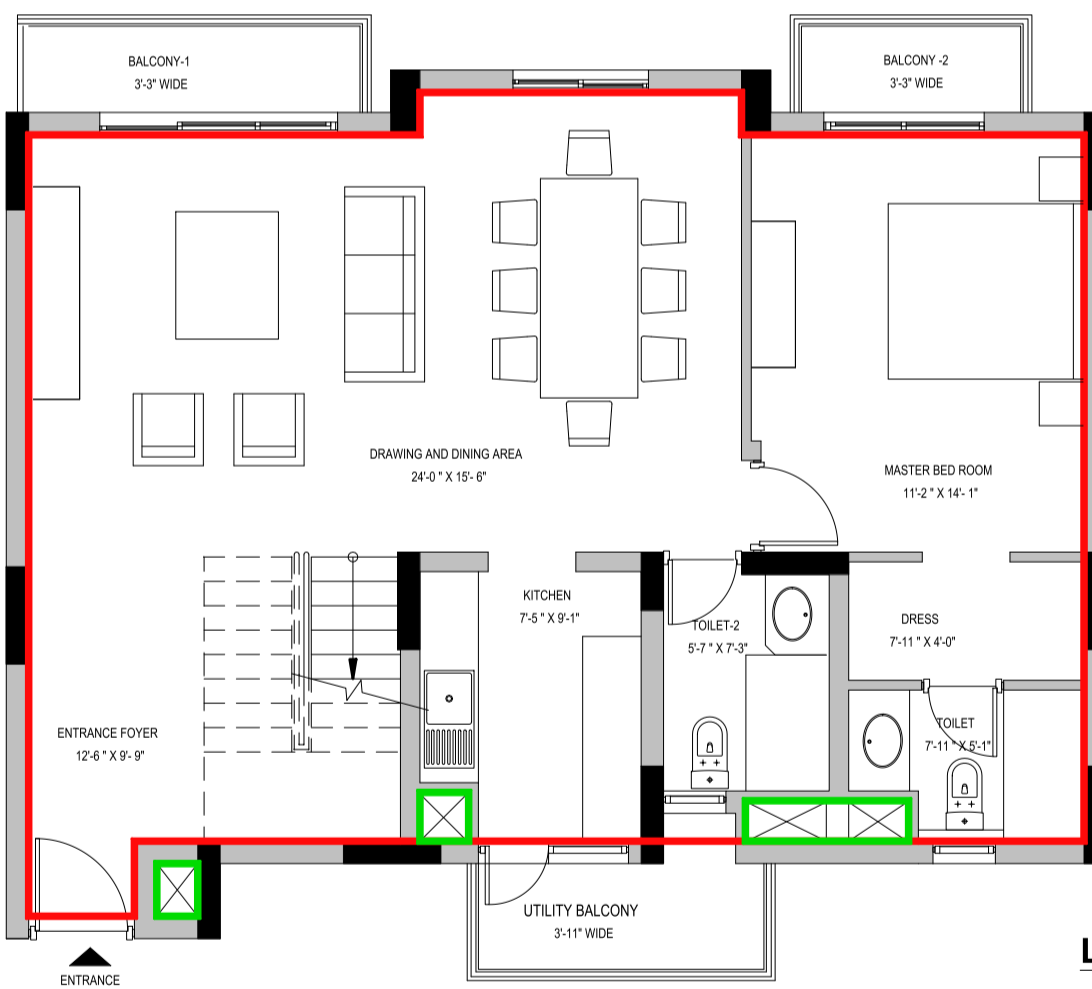 BALCONY-1
3'-3" WIDE
BALCONY -2
3'-3" WIDE
DRAWING AND DINING AREA
24'-0 " X 15'- 6"
MASTER BED ROOM
11'-2 " X 14'- 1"
KITCHEN
7'-5 " X 9'-1"
TOILET-2
5'-7 " X 7'-3"
DRESS
7'-11 " X 4'-0"
ENTRANCE FOYER
12'-6 " X 9'- 9"
TOILET
7'-11 " X 5'-1"
UTILITY BALCONY
3'-11" WIDE
ENTRANCE
L